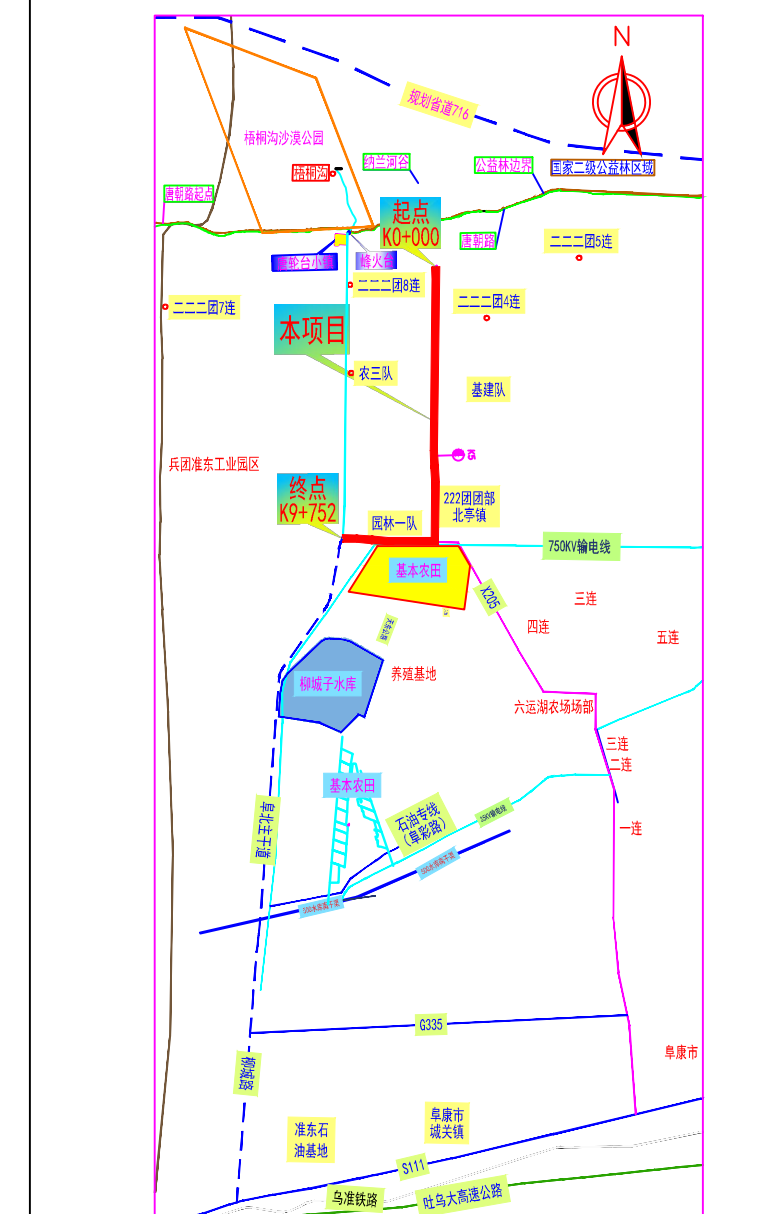 N
规划省道716
梧桐沟沙漠公园
纳兰河谷
公益林边界
国家二级公益林区域
梧桐沟
唐朝路起点
起点
K0+000
唐朝路
二二二团5连
烽火台
二二二团8连
二二二团7连
二二二团4连
本项目
农三队
基建队
K5
兵团准东工业园区
终点
K9+752
222团团部
北亭镇
园林一队
750KV输电线
基本农田
X205
三连
四连
五连
养殖基地
柳城子水库
六运湖农场场部
三连
二连
基本农田
石油专线
（阜彩路）
一连
阜北主干道
G335
阜康市
柳城路
准东石
油基地
阜康市
城关镇
S111
乌准铁路
吐乌大高速公路